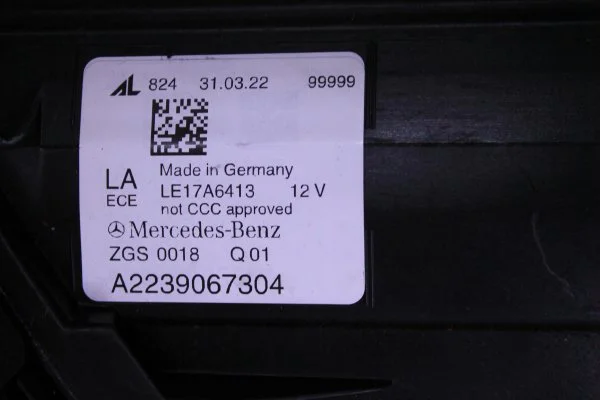 AL 824 31.03.22 99999
Made in Germany
LA LE17A6413 12 V
ECE not CCC approved
Mercedes-Benz
ZGS 0018 Q01
A2239067304